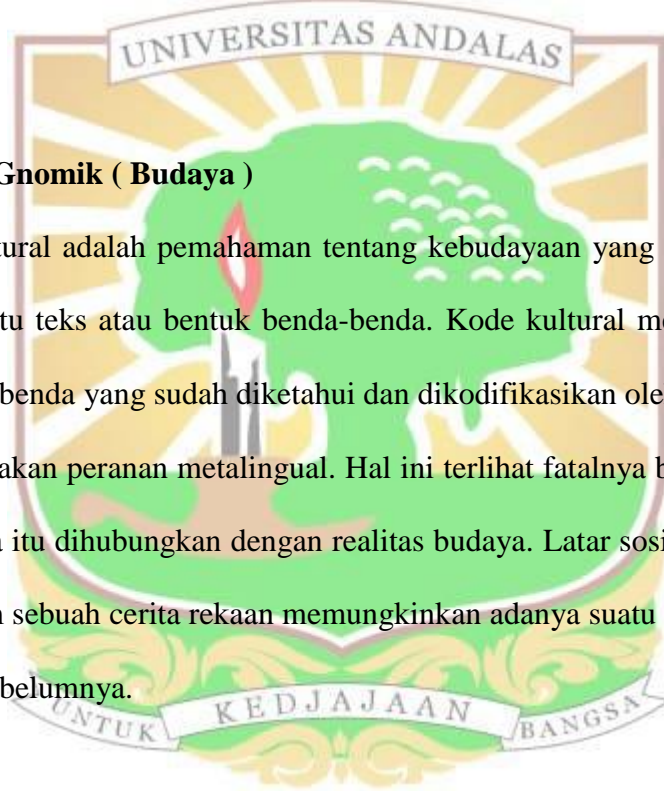 UNIVERSITAS ANDALAS
Gnomik ( Budaya )
tural adalah pemahaman tentang kebudayaan yang
tu teks atau bentuk benda-benda. Kode kultural
benda yang sudah diketahui dan dikodifikasikan
akan peranan metalingual. Hal ini terlihat fatalnya
itu dihubungkan dengan realitas budaya. Latar
sebuah cerita rekaan memungkinkan adanya suatu
belumnya.
UNTUK KEDJAJAAN BANGSA